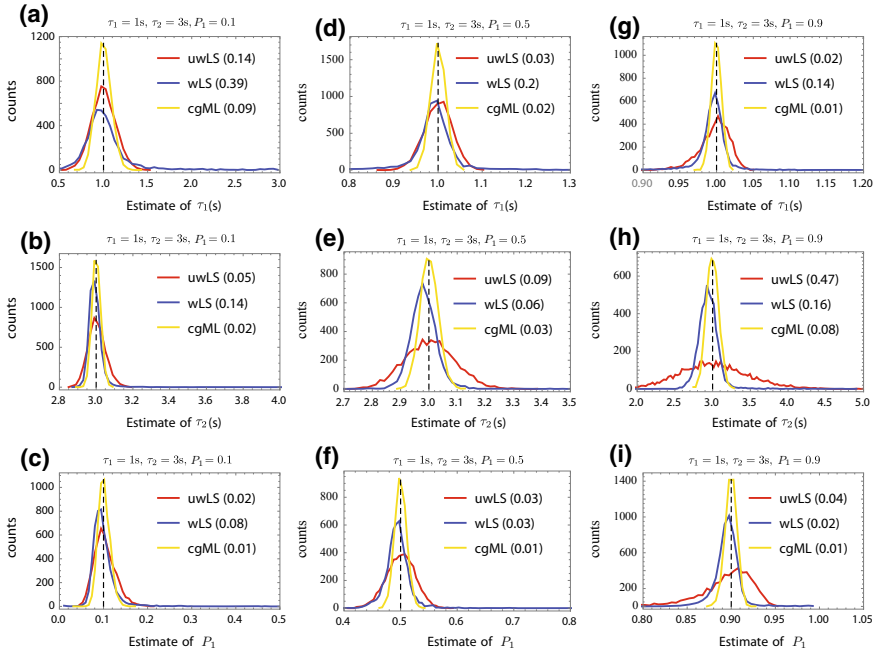 (a)
τ1 = 1s, τ2 = 3s, P1 = 0.1
counts
1200
1000
800
600
400
200
0
uwLS (0.14)
wLS (0.39)
cgML (0.09)
0.5 1.0 1.5 2.0 2.5 3.0
Estimate of τ1(s)
(d)
τ1 = 1s, τ2 = 3s, P1 = 0.5
counts
1500
1000
500
0
uwLS (0.03)
wLS (0.2)
cgML (0.02)
0.8 0.9 1.0 1.1 1.2 1.3
Estimate of τ1(s)
(g)
τ1 = 1s, τ2 = 3s, P1 = 0.9
counts
1000
800
600
400
200
0
uwLS (0.02)
wLS (0.14)
cgML (0.01)
0.90 0.95 1.00 1.05 1.10 1.20
Estimate of τ1(s)
(b)
τ1 = 1s, τ2 = 3s, P1 = 0.1
counts
1500
1000
500
0
uwLS (0.05)
wLS (0.14)
cgML (0.02)
2.8 3.0 3.2 3.4 3.6 3.8 4.0
Estimate of τ2(s)
(e)
τ1 = 1s, τ2 = 3s, P1 = 0.5
counts
800
600
400
200
0
uwLS (0.09)
wLS (0.06)
cgML (0.03)
2.7 2.9 3.0 3.2 3.3 3.4 3.5
Estimate of τ2(s)
(h)
τ1 = 1s, τ2 = 3s, P1 = 0.9
counts
600
400
200
0
uwLS (0.47)
wLS (0.16)
cgML (0.08)
2.0 2.5 3.0 3.5 4.0 4.5 5.0
Estimate of τ2(s)
(c)
τ1 = 1s, τ2 = 3s, P1 = 0.1
counts
1000
800
600
400
200
0
uwLS (0.02)
wLS (0.08)
cgML (0.01)
0.0 0.1 0.2 0.3 0.4 0.5
Estimate of P1
(f)
τ1 = 1s, τ2 = 3s, P1 = 0.5
counts
800
600
400
200
0
uwLS (0.03)
wLS (0.03)
cgML (0.01)
0.4 0.5 0.6 0.7 0.8
Estimate of P1
(i)
τ1 = 1s, τ2 = 3s, P1 = 0.9
counts
1400
1200
1000
800
600
400
200
0
uwLS (0.04)
wLS (0.02)
cgML (0.01)
0.80 0.85 0.90 0.95 1.00 1.05
Estimate of P1